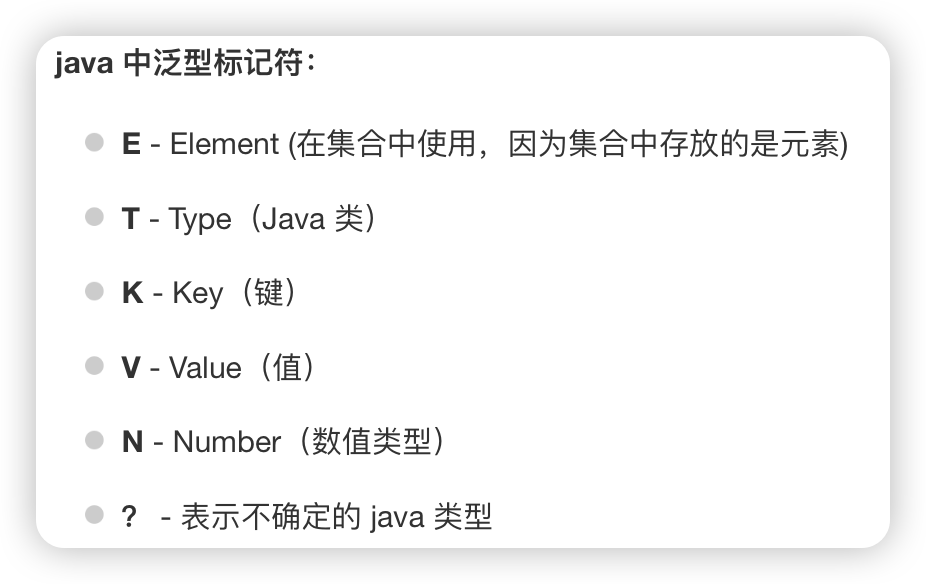 java 中泛型标记符：
E - Element (在集合中使用，因为集合中存放的是元素)
T - Type（Java 类）
K - Key（键）
V - Value（值）
N - Number（数值类型）
? - 表示不确定的 java 类型